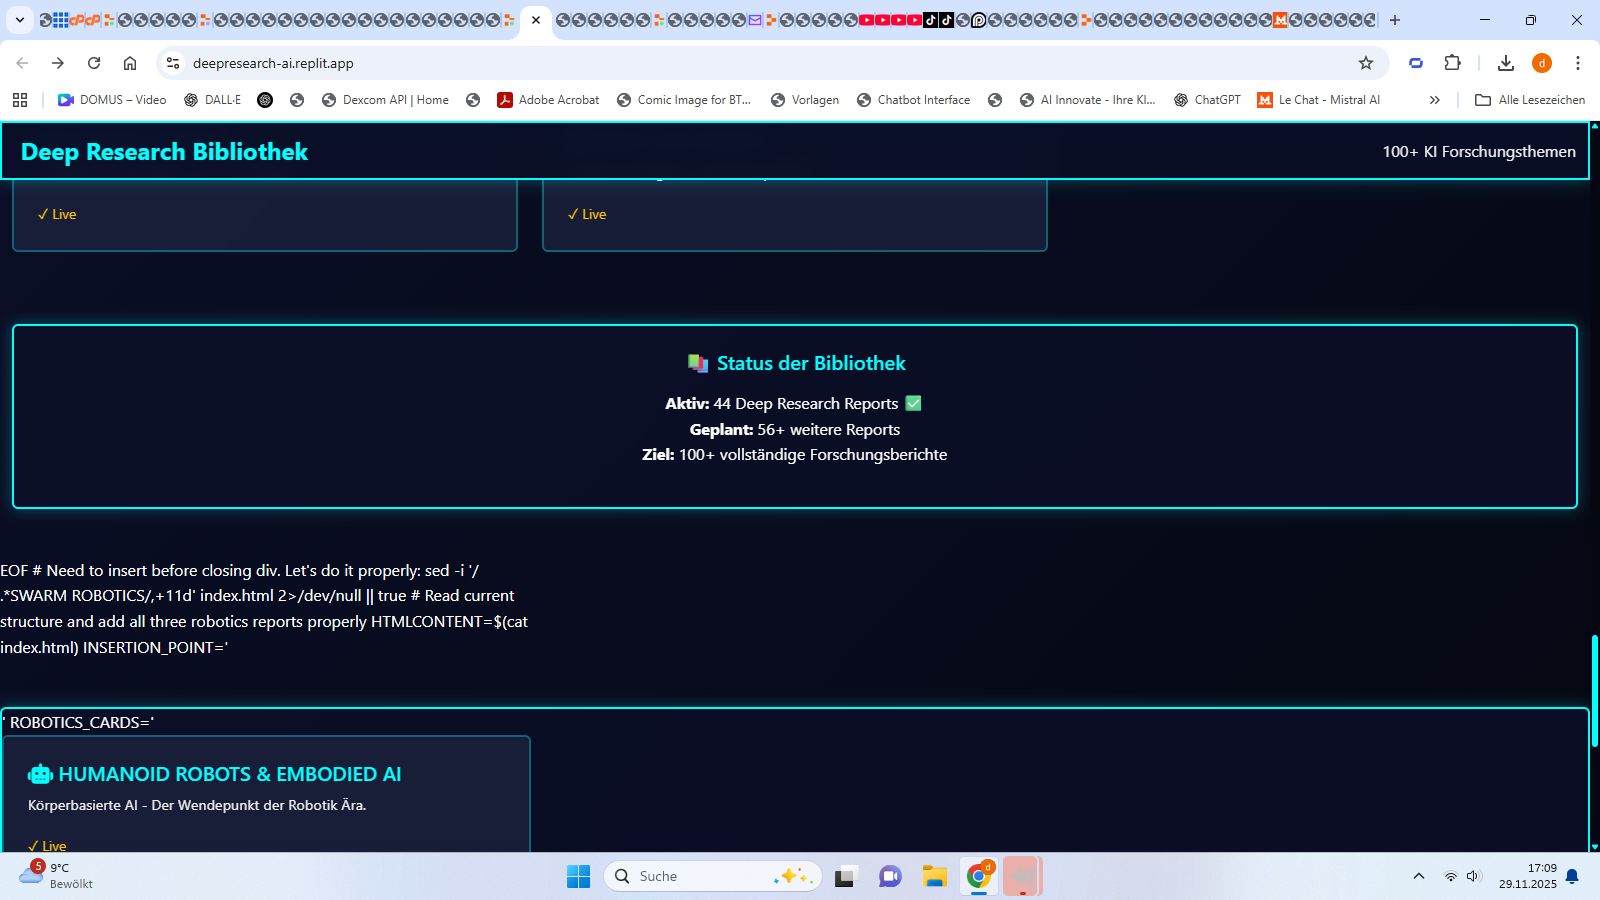 deepresearch-ai.replit.app
DOMUS – Video
DALL·E
Dexcom API | Home
Adobe Acrobat
Comic Image for BT...
Vorlagen
Chatbot Interface
AI Innovate - Ihre KI...
ChatGPT
Le Chat - Mistral AI
Alle Lesezeichen
Deep Research Bibliothek
100+ KI Forschungsthemen
✓ Live
✓ Live
Status der Bibliothek
Aktiv: 44 Deep Research Reports ✅
Geplant: 56+ weitere Reports
Ziel: 100+ vollständige Forschungsberichte
EOF # Need to insert before closing div. Let's do it properly: sed -i '/
.*SWARM ROBOTICS/,+11d' index.html 2>/dev/null || true # Read current
structure and add all three robotics reports properly HTMLCONTENT=$(cat
index.html) INSERTION_POINT='
' ROBOTICS_CARDS='
HUMANOID ROBOTS & EMBODIED AI
Körperbasierte AI - Der Wendepunkt der Robotik Ära.
✓ Live
5
9°C
Bewölkt
Suche
17:09
29.11.2025